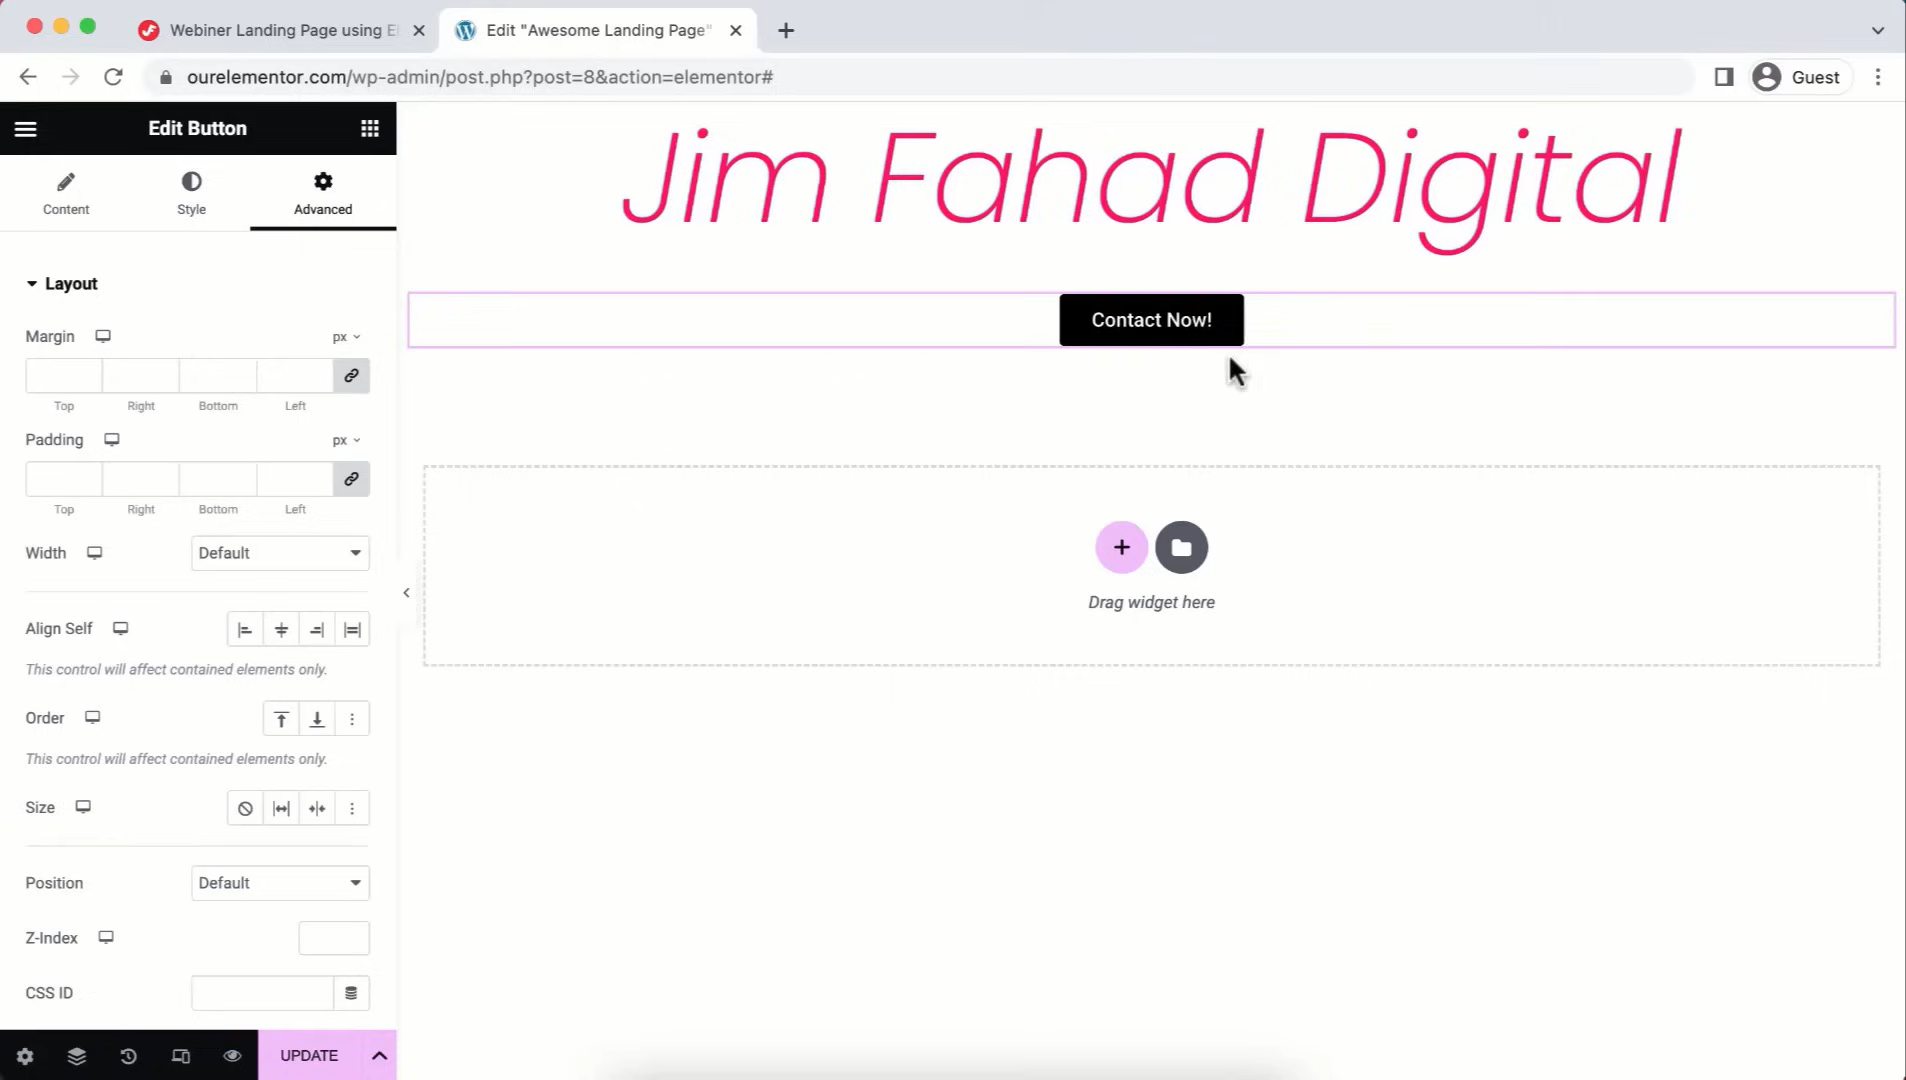 Webiner Landing Page using El
Edit "Awesome Landing Page"
ourelementor.com/wp-admin/post.php?post=8&action=elementor#
Guest
Edit Button
Content
Style
Advanced
Layout
Margin
px
Top
Right
Bottom
Left
Padding
px
Top
Right
Bottom
Left
Width
Default
Align Self
This control will affect contained elements only.
Order
This control will affect contained elements only.
Size
Position
Default
Z-Index
CSS ID
UPDATE
Jim Fahad Digital
Contact Now!
Drag widget here